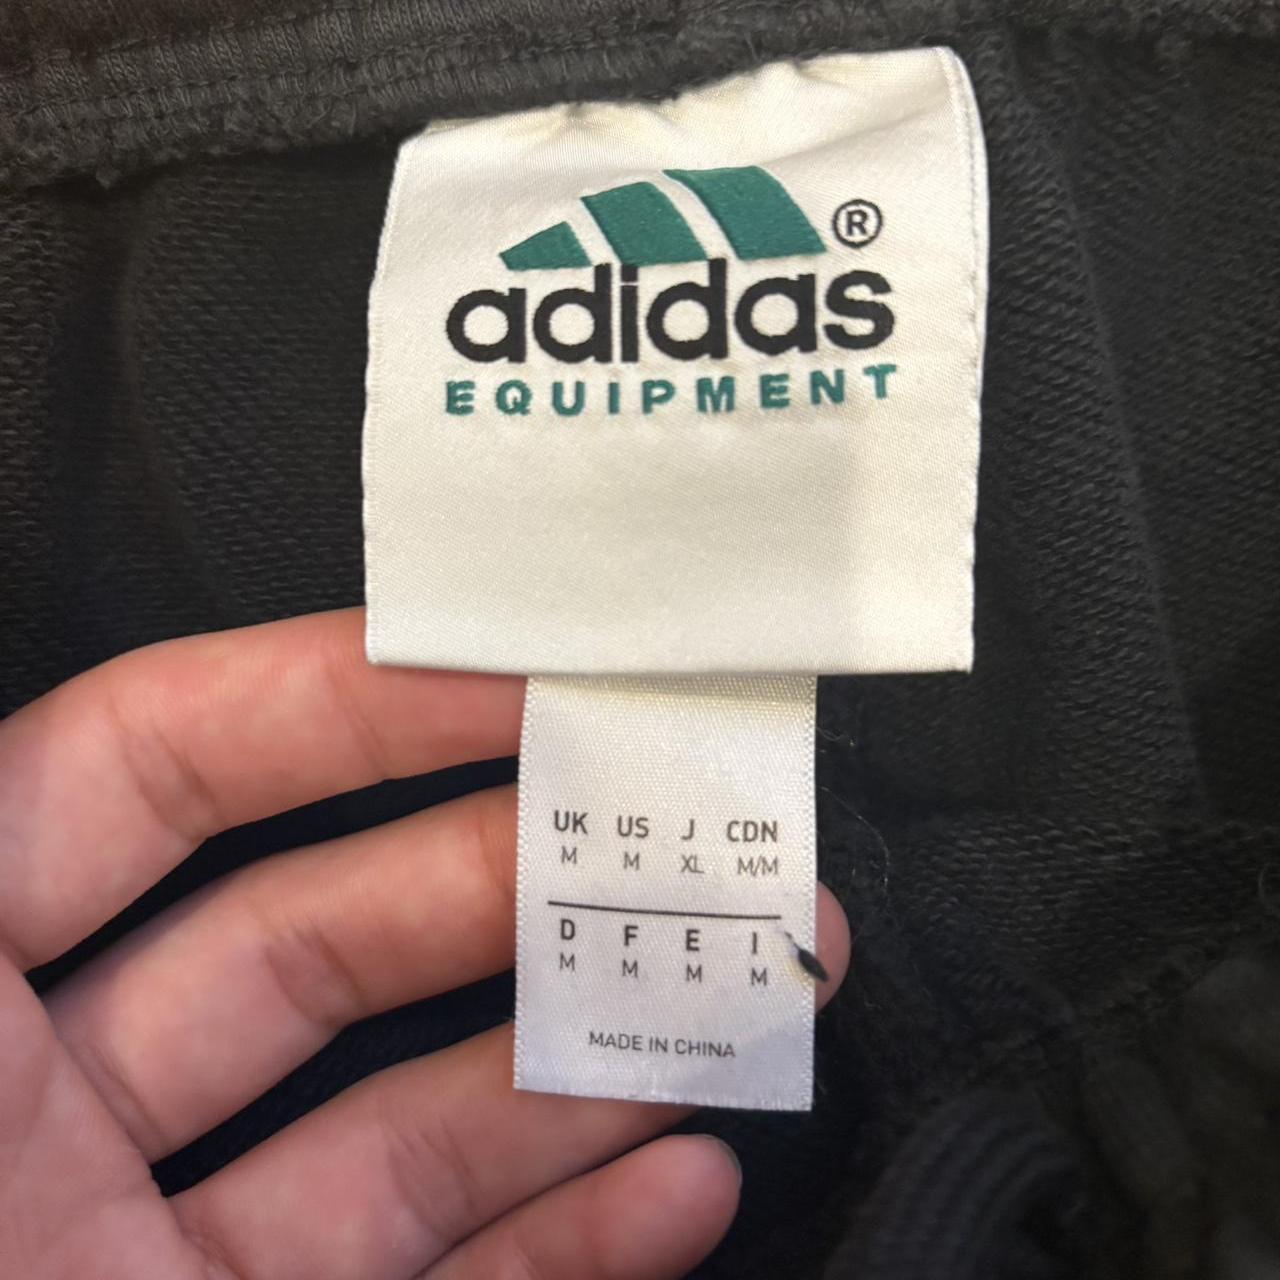 ®
adidas
EQUIPMENT
UK US J CDN
M M XL M/M
D F E I
M M M M
MADE IN CHINA